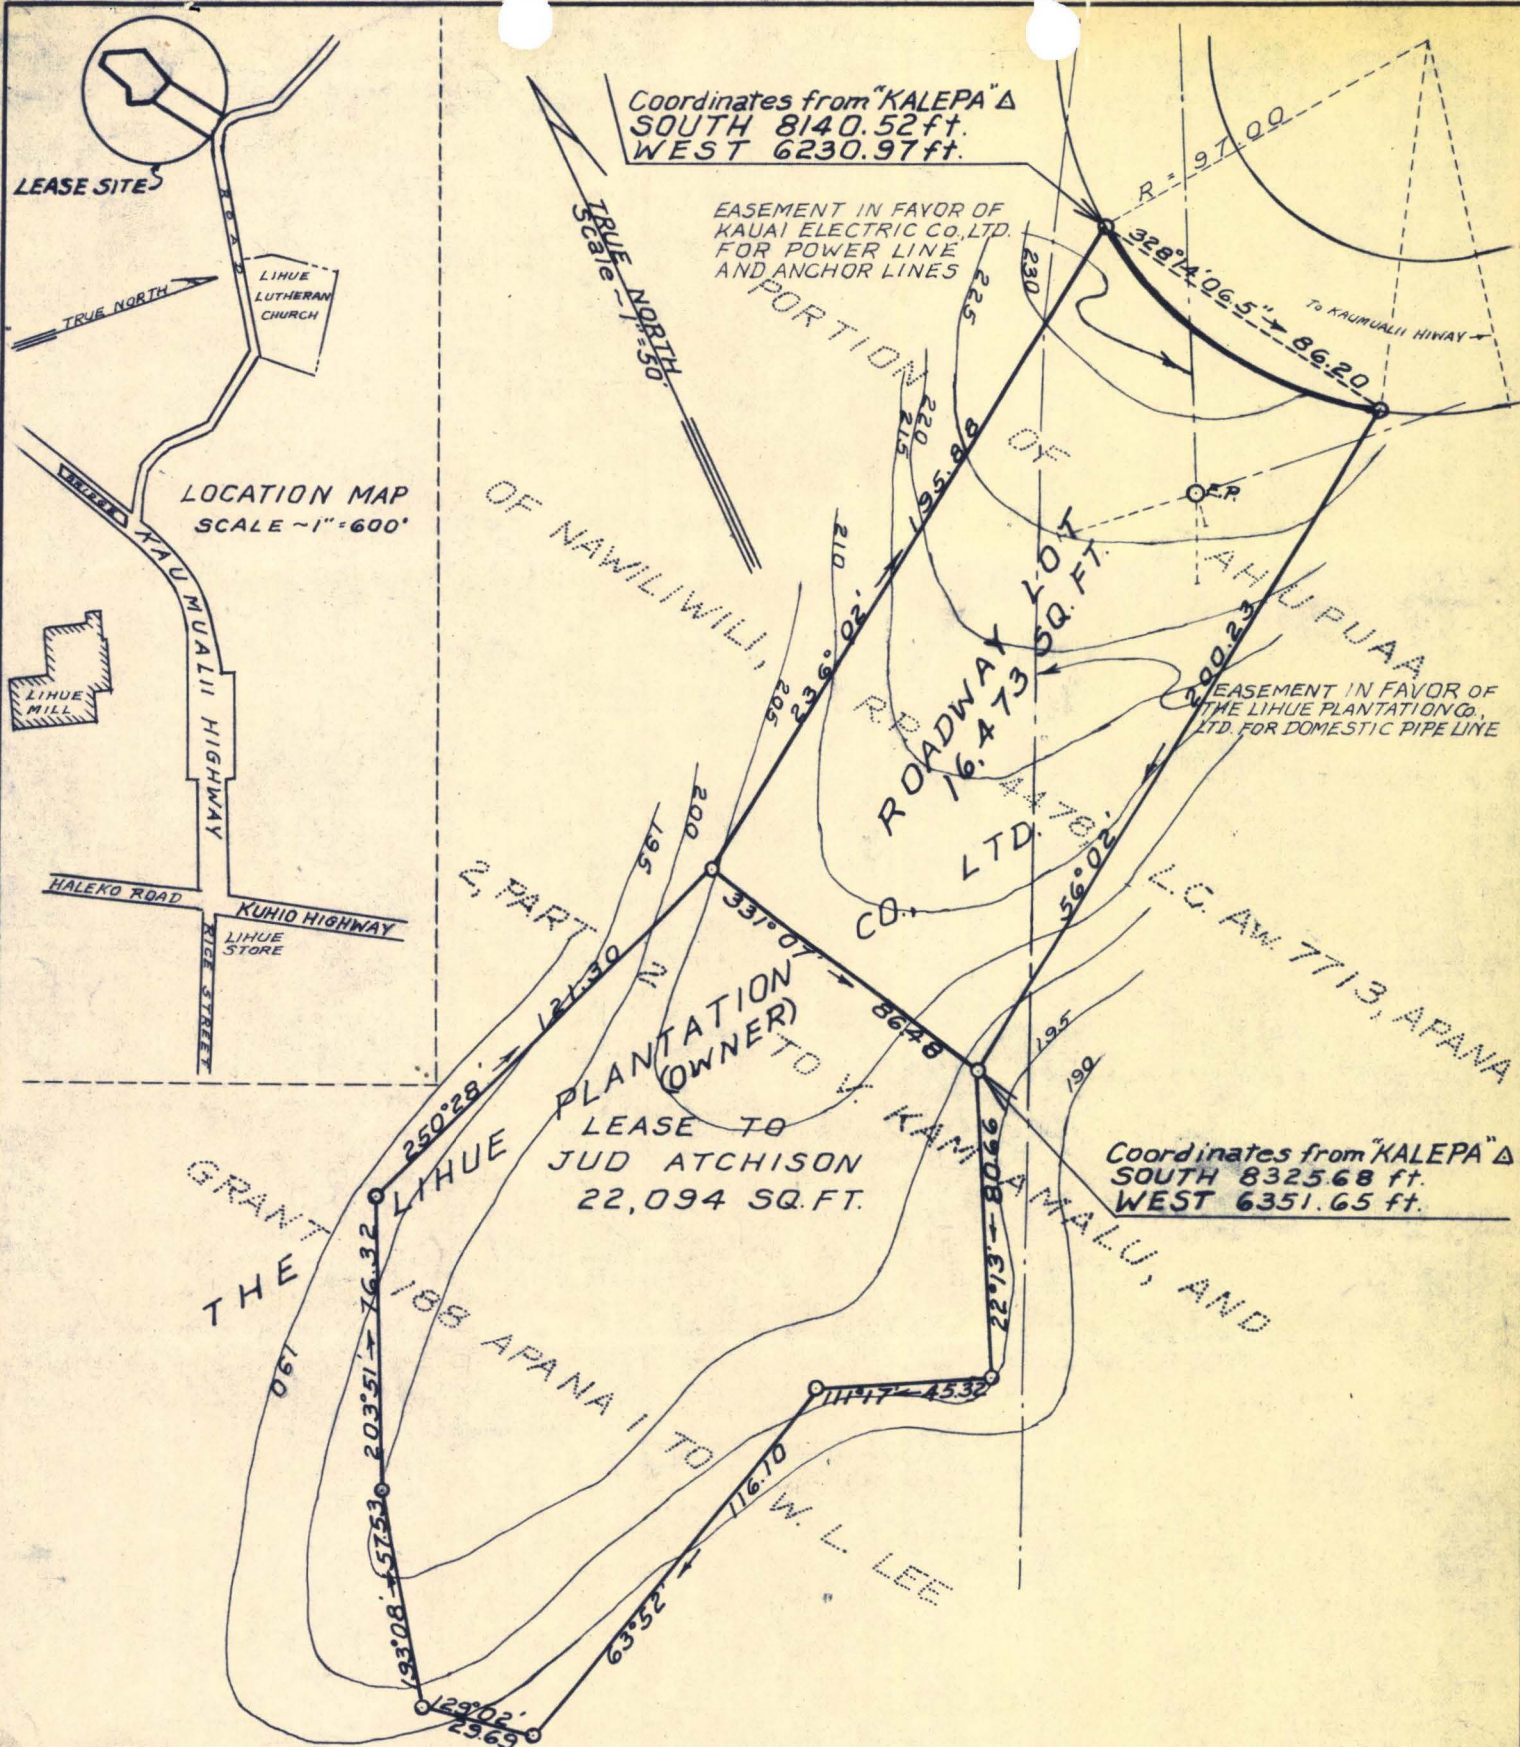 LEASE SITE
ROAD
TRUE NORTH
LIHUE
LUTHERAN
CHURCH
LOCATION MAP
SCALE ~ 1"=600'
BRIDGE
KAUMUALII HIGHWAY
LIHUE
MILL
HALEKO ROAD
KUHIO HIGHWAY
LIHUE
STORE
RICE STREET
Coordinates from "KALEPA" Δ
SOUTH 8140.52 ft.
WEST 6230.97 ft.
TRUE NORTH
Scale ~ 1"=50'
EASEMENT IN FAVOR OF
KAUAI ELECTRIC CO., LTD.
FOR POWER LINE
AND ANCHOR LINES
R = 97.00
328°14'06.5" → 86.20
To KAUMUALII HIWAY →
230
225
220
215
210
205
200
195
190
PORTION OF AHUPUAA
OF NAWILIWILI,
R.P. 4478, L.C. AW. 7713, APANA
2, PART 2 TO V. KAMAMALU, AND
GRANT 188 APANA 1 TO W. L. LEE
E.P.
236° 02' 195.88
ROADWAY LOT
16,473 SQ. FT.
200.23
56°02'
EASEMENT IN FAVOR OF
THE LIHUE PLANTATION CO.,
LTD. FOR DOMESTIC PIPE LINE
THE LIHUE PLANTATION CO., LTD.
(OWNER)
331°07' → 86.48
250°28' 121.30
LEASE TO
JUD ATCHISON
22,094 SQ. FT.
195
190
Coordinates from "KALEPA" Δ
SOUTH 8325.68 ft.
WEST 6351.65 ft.
203°51' → 76.32
193°08' → 57.53
129°02'
29.69
63°52' 116.10
111°17' 45.32
22°13'